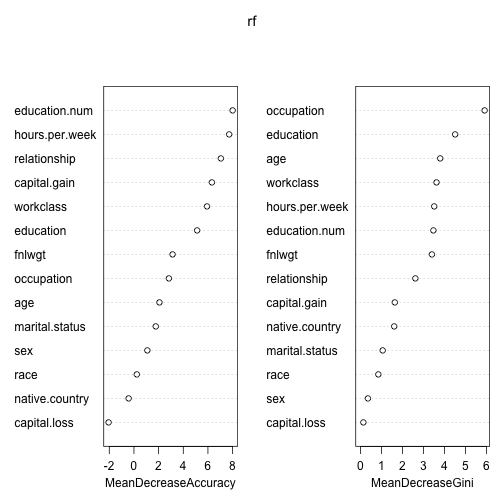 rf
education.num
hours.per.week
relationship
capital.gain
workclass
education
fnlwgt
occupation
age
marital.status
sex
race
native.country
capital.loss
-2 0 2 4 6 8
MeanDecreaseAccuracy
occupation
education
age
workclass
hours.per.week
education.num
fnlwgt
relationship
capital.gain
native.country
marital.status
race
sex
capital.loss
0 1 2 3 4 5 6
MeanDecreaseGini